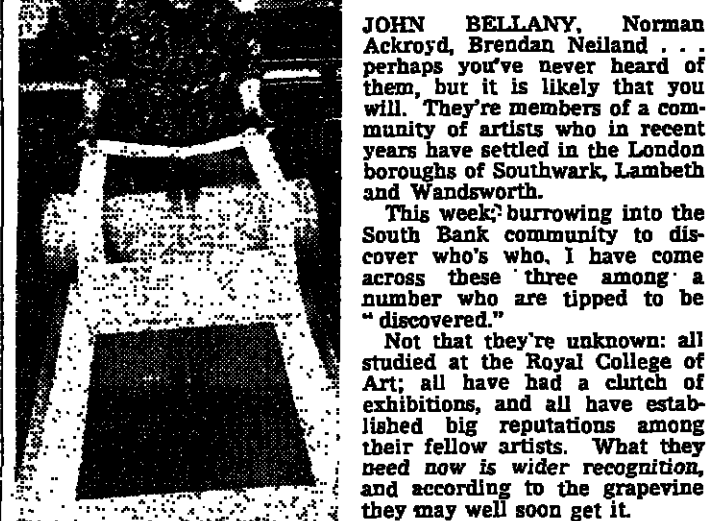 JOHN BELLANY, Norman
Ackroyd, Brendan Neiland . . .
perhaps you've never heard of
them, but it is likely that you
will. They're members of a com-
munity of artists who in recent
years have settled in the London
boroughs of Southwark, Lambeth
and Wandsworth.
This week, burrowing into the
South Bank community to dis-
cover who's who, I have come
across these three among a
number who are tipped to be
" discovered."
Not that they're unknown: all
studied at the Royal College of
Art; all have had a clutch of
exhibitions, and all have estab-
lished big reputations among
their fellow artists. What they
need now is wider recognition,
and according to the grapevine
they may well soon get it.